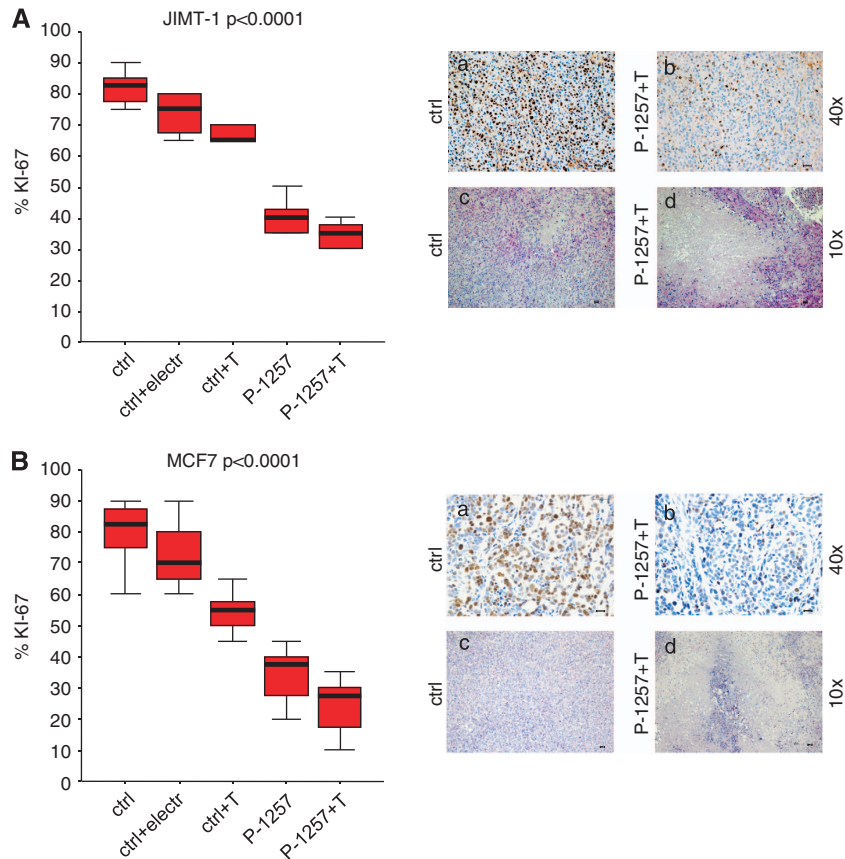 A
JIMT-1 p<0.0001
100
90
80
70
60
50
40
30
20
10
0
% KI-67
ctrl
ctrl+electr
ctrl+T
P-1257
P-1257+T
a
b
c
d
ctrl
P-1257+T
40x
ctrl
P-1257+T
10x
B
MCF7 p<0.0001
100
90
80
70
60
50
40
30
20
10
0
% KI-67
ctrl
ctrl+electr
ctrl+T
P-1257
P-1257+T
a
b
c
d
ctrl
P-1257+T
40x
ctrl
P-1257+T
10x